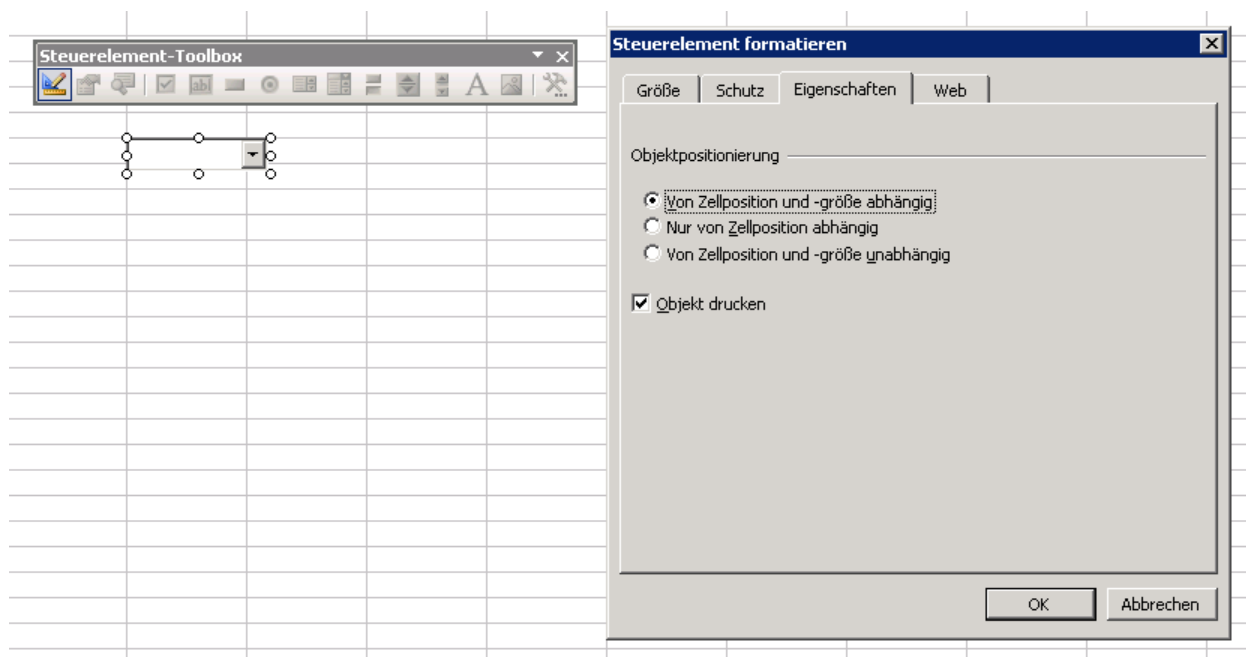 Steuerelement-Toolbox
ab
A
Steuerelement formatieren
Größe Schutz Eigenschaften Web
Objektpositionierung
Von Zellposition und -größe abhängig
Nur von Zellposition abhängig
Von Zellposition und -größe unabhängig
Objekt drucken
OK Abbrechen